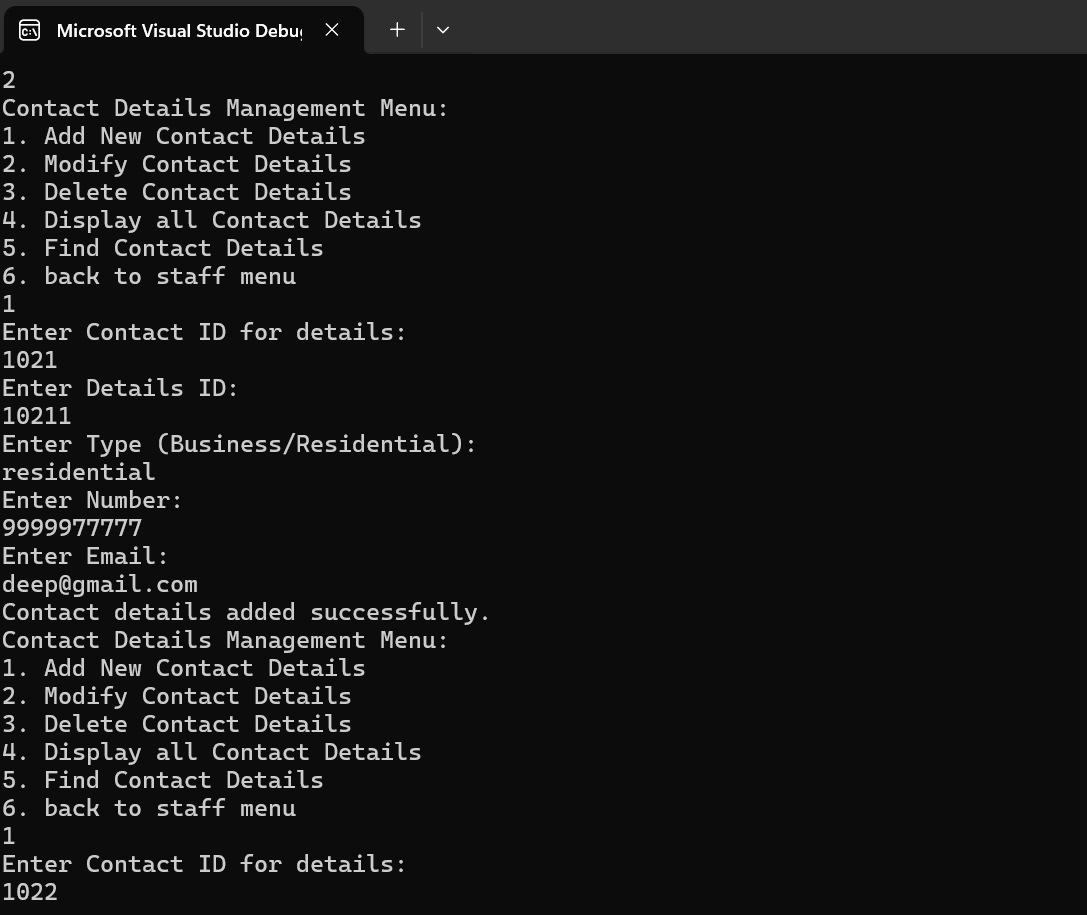 Microsoft Visual Studio Debu
2
Contact Details Management Menu:
1. Add New Contact Details
2. Modify Contact Details
3. Delete Contact Details
4. Display all Contact Details
5. Find Contact Details
6. back to staff menu
1
Enter Contact ID for details:
1021
Enter Details ID:
10211
Enter Type (Business/Residential):
residential
Enter Number:
9999977777
Enter Email:
deep@gmail.com
Contact details added successfully.
Contact Details Management Menu:
1. Add New Contact Details
2. Modify Contact Details
3. Delete Contact Details
4. Display all Contact Details
5. Find Contact Details
6. back to staff menu
1
Enter Contact ID for details:
1022